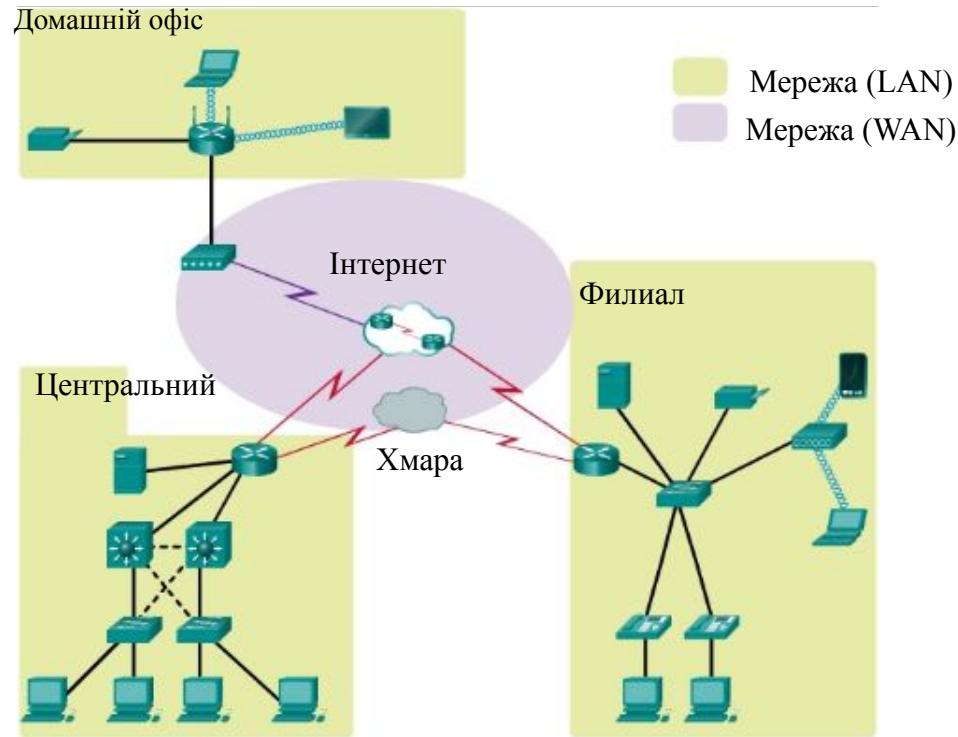 Домашній офіс
Мережа (LAN)
Мережа (WAN)
Інтернет
Филиал
Центральний
Хмара